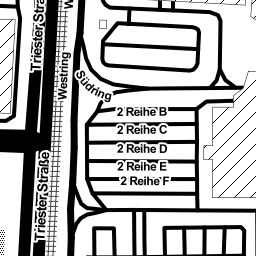 Triester Straße
Westring
Südring
2 Reihe B
2 Reihe C
2 Reihe D
2 Reihe E
2 Reihe F
Triester Straße